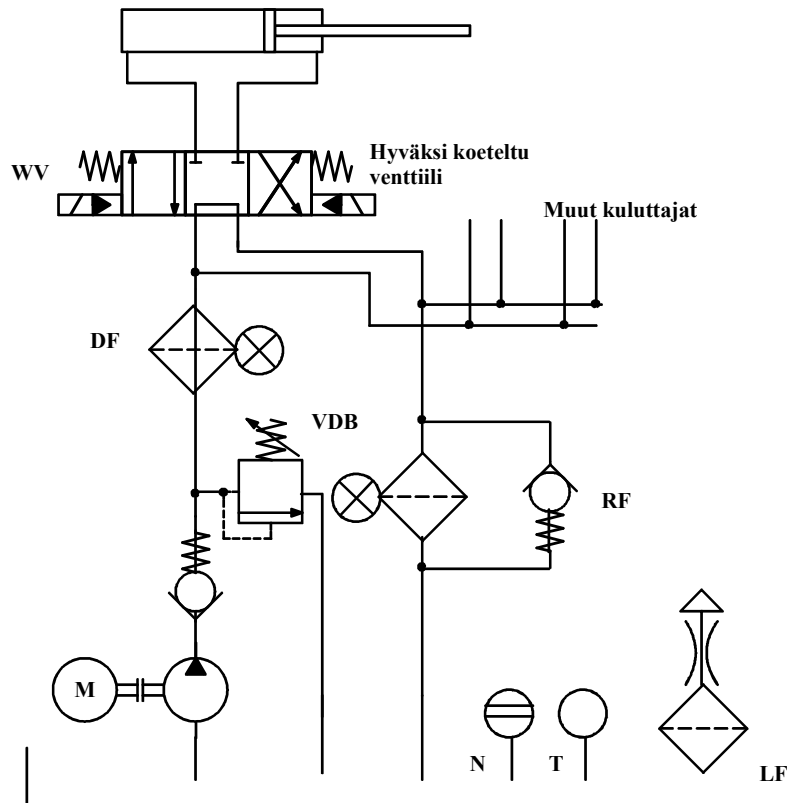 WV
Hyväksi koeteltu
venttiili
Muut kuluttajat
DF
VDB
RF
M
N
T
LF